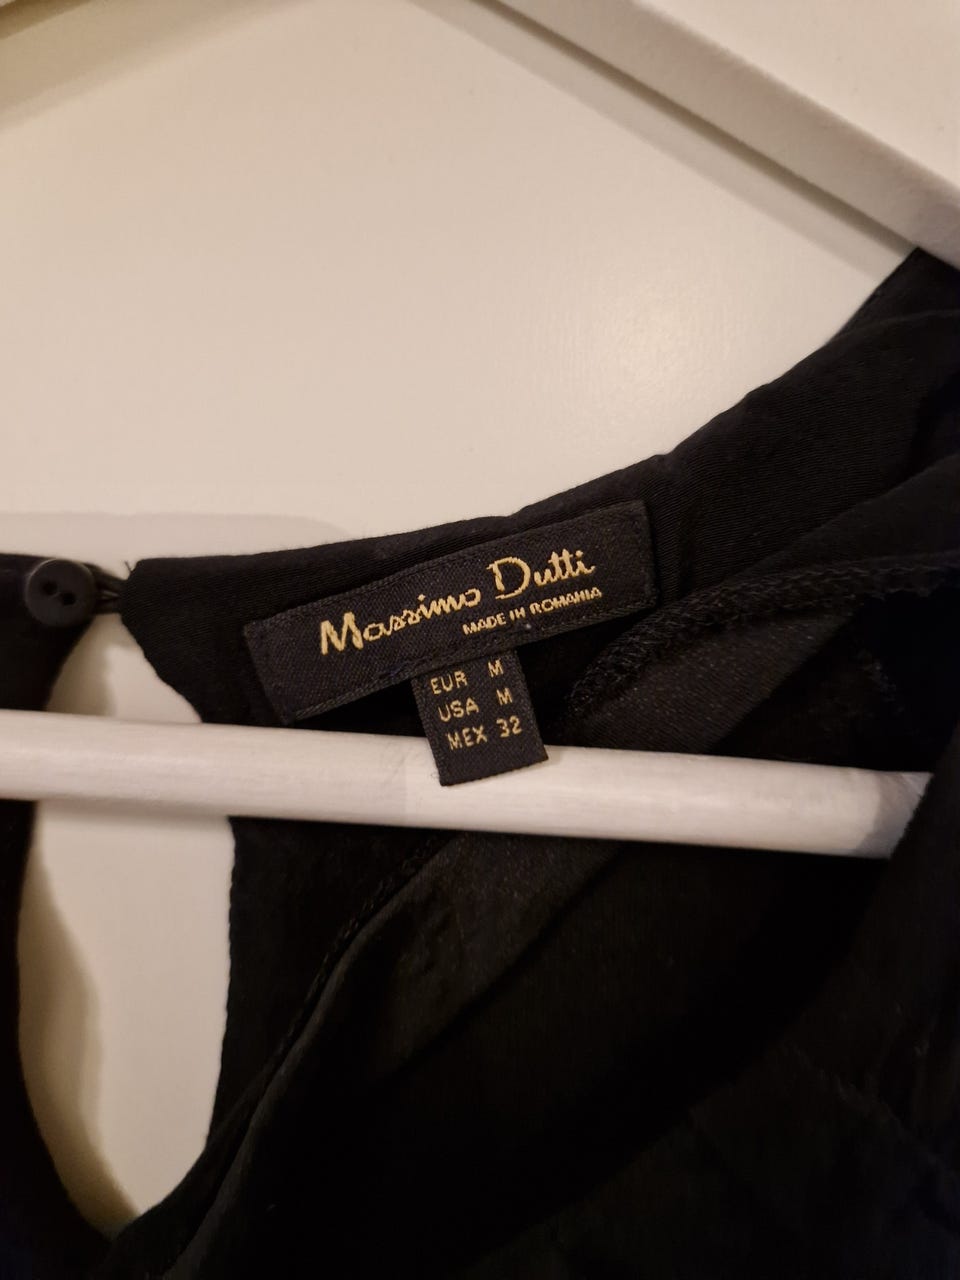 Massimo Dutti
MADE IN ROMANIA
EUR M
USA M
MEX 32